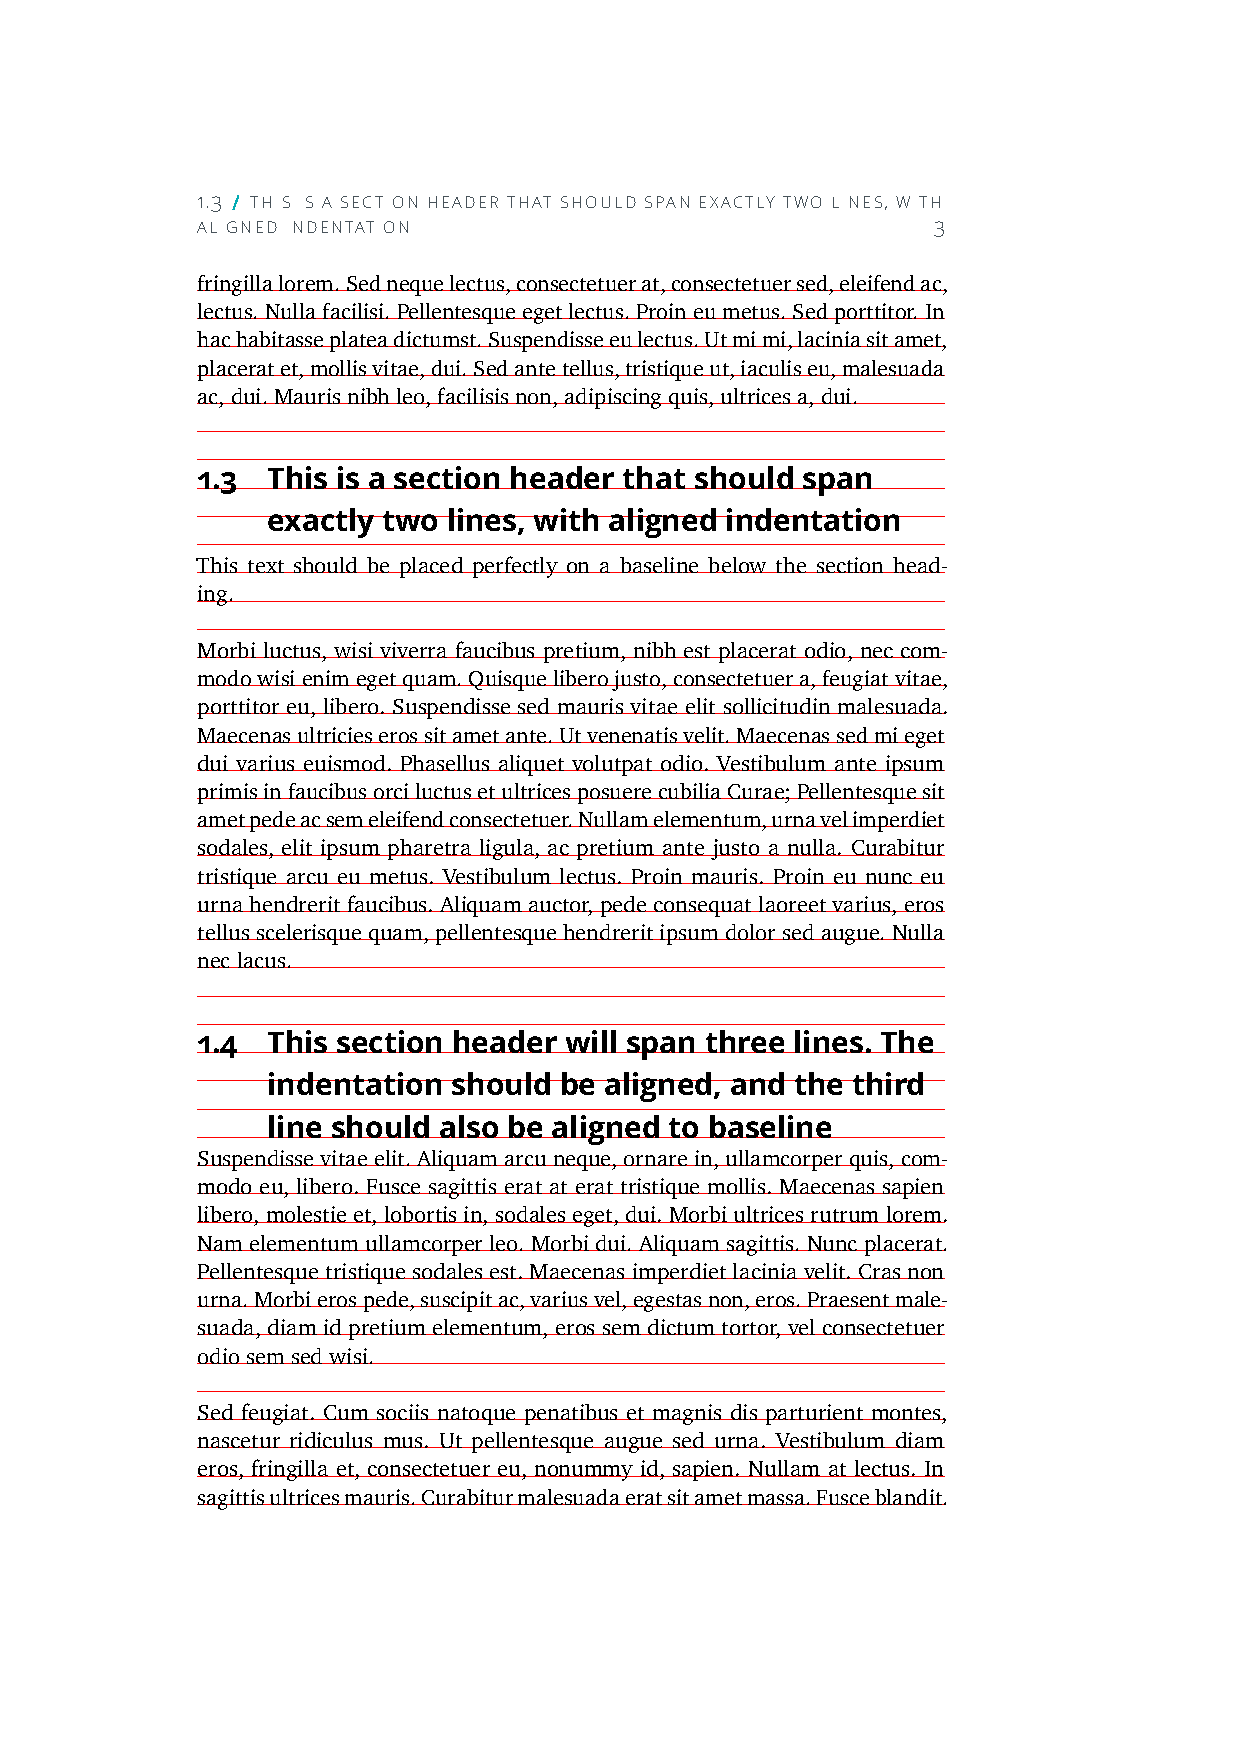 1.3 / TH S S A SECT ON HEADER THAT SHOULD SPAN EXACTLY TWO L NES, W TH
AL GNED NDENTAT ON 3
fringilla lorem. Sed neque lectus, consectetuer at, consectetuer sed, eleifend ac,
lectus. Nulla facilisi. Pellentesque eget lectus. Proin eu metus. Sed porttitor. In
hac habitasse platea dictumst. Suspendisse eu lectus. Ut mi mi, lacinia sit amet,
placerat et, mollis vitae, dui. Sed ante tellus, tristique ut, iaculis eu, malesuada
ac, dui. Mauris nibh leo, facilisis non, adipiscing quis, ultrices a, dui.
1.3 This is a section header that should span
exactly two lines, with aligned indentation
This text should be placed perfectly on a baseline below the section head-
ing.
Morbi luctus, wisi viverra faucibus pretium, nibh est placerat odio, nec com-
modo wisi enim eget quam. Quisque libero justo, consectetuer a, feugiat vitae,
porttitor eu, libero. Suspendisse sed mauris vitae elit sollicitudin malesuada.
Maecenas ultricies eros sit amet ante. Ut venenatis velit. Maecenas sed mi eget
dui varius euismod. Phasellus aliquet volutpat odio. Vestibulum ante ipsum
primis in faucibus orci luctus et ultrices posuere cubilia Curae; Pellentesque sit
amet pede ac sem eleifend consectetuer. Nullam elementum, urna vel imperdiet
sodales, elit ipsum pharetra ligula, ac pretium ante justo a nulla. Curabitur
tristique arcu eu metus. Vestibulum lectus. Proin mauris. Proin eu nunc eu
urna hendrerit faucibus. Aliquam auctor, pede consequat laoreet varius, eros
tellus scelerisque quam, pellentesque hendrerit ipsum dolor sed augue. Nulla
nec lacus.
1.4 This section header will span three lines. The
indentation should be aligned, and the third
line should also be aligned to baseline
Suspendisse vitae elit. Aliquam arcu neque, ornare in, ullamcorper quis, com-
modo eu, libero. Fusce sagittis erat at erat tristique mollis. Maecenas sapien
libero, molestie et, lobortis in, sodales eget, dui. Morbi ultrices rutrum lorem.
Nam elementum ullamcorper leo. Morbi dui. Aliquam sagittis. Nunc placerat.
Pellentesque tristique sodales est. Maecenas imperdiet lacinia velit. Cras non
urna. Morbi eros pede, suscipit ac, varius vel, egestas non, eros. Praesent male-
suada, diam id pretium elementum, eros sem dictum tortor, vel consectetuer
odio sem sed wisi.
Sed feugiat. Cum sociis natoque penatibus et magnis dis parturient montes,
nascetur ridiculus mus. Ut pellentesque augue sed urna. Vestibulum diam
eros, fringilla et, consectetuer eu, nonummy id, sapien. Nullam at lectus. In
sagittis ultrices mauris. Curabitur malesuada erat sit amet massa. Fusce blandit.